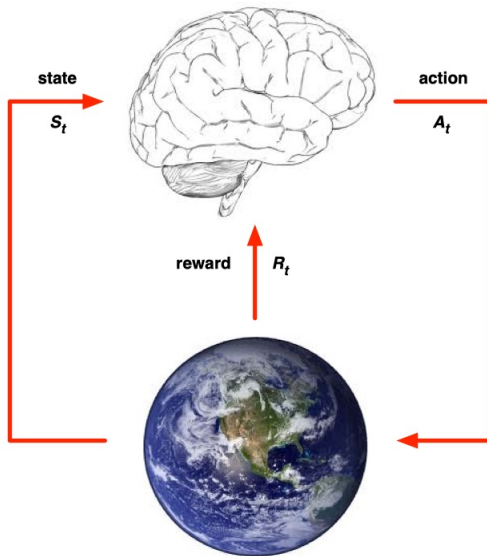 state
action
S_t
A_t
reward
R_t